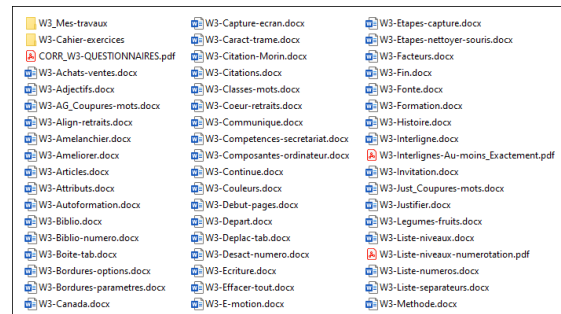 W3_Mes-travaux
W3-Cahier-exercices
CORR_W3-QUESTIONNAIRES.pdf
W3-Achats-ventes.docx
W3-Adjectifs.docx
W3-AG_Coupures-mots.docx
W3-Align-retraits.docx
W3-Amelanchier.docx
W3-Ameliorer.docx
W3-Articles.docx
W3-Attributs.docx
W3-Autoformation.docx
W3-Biblio.docx
W3-Biblio-numero.docx
W3-Boite-tab.docx
W3-Bordures-options.docx
W3-Bordures-parametres.docx
W3-Canada.docx
W3-Capture-ecran.docx
W3-Caract-trame.docx
W3-Citation-Morin.docx
W3-Citations.docx
W3-Classes-mots.docx
W3-Coeur-retraits.docx
W3-Communique.docx
W3-Competences-secretariat.docx
W3-Composantes-ordinateur.docx
W3-Continue.docx
W3-Couleurs.docx
W3-Debut-pages.docx
W3-Depart.docx
W3-Deplac-tab.docx
W3-Desact-numero.docx
W3-Ecriture.docx
W3-Effacer-tout.docx
W3-E-motion.docx
W3-Etapes-capture.docx
W3-Etapes-nettoyer-souris.docx
W3-Facteurs.docx
W3-Fin.docx
W3-Fonte.docx
W3-Formation.docx
W3-Histoire.docx
W3-Interligne.docx
W3-Interlignes-Au-moins_Exactement.pdf
W3-Invitation.docx
W3-Just_Coupures-mots.docx
W3-Justifier.docx
W3-Legumes-fruits.docx
W3-Liste-niveaux.docx
W3-Liste-niveaux-numerotation.pdf
W3-Liste-numeros.docx
W3-Liste-separateurs.docx
W3-Methode.docx